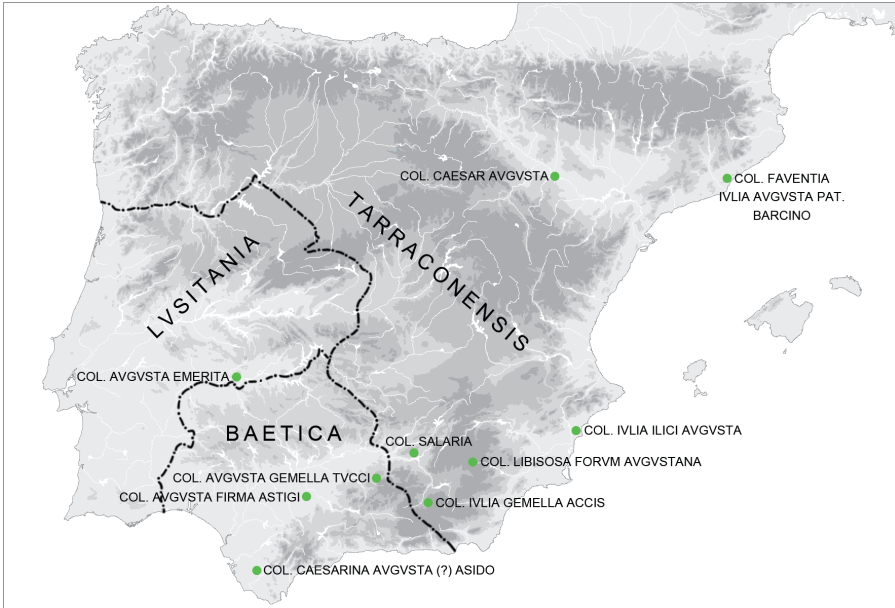 COL. CAESAR AVGVSTA
COL. FAVENTIA
IVLIA AVGVSTA PAT.
BARCINO
TARRACONENSIS
LVSITANIA
COL. AVGVSTA EMERITA
BAETICA
COL. IVLIA ILICI AVGVSTA
COL. SALARIA
COL. LIBISOSA FORVM AVGVSTANA
COL. AVGVSTA GEMELLA TVCCI
COL. AVGVSTA FIRMA ASTIGI
COL. IVLIA GEMELLA ACCIS
COL. CAESARINA AVGVSTA (?) ASIDO